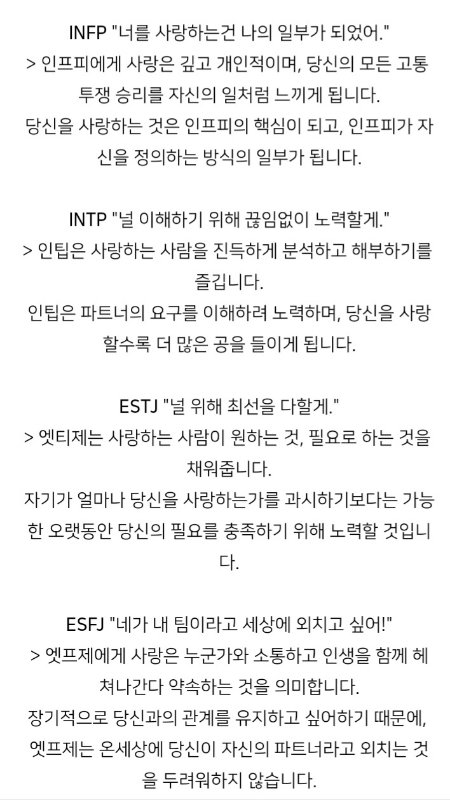 INFP "너를 사랑하는건 나의 일부가 되었어."
> 인프피에게 사랑은 깊고 개인적이며, 당신의 모든 고통
투쟁 승리를 자신의 일처럼 느끼게 됩니다.
당신을 사랑하는 것은 인프피의 핵심이 되고, 인프피가 자
신을 정의하는 방식의 일부가 됩니다.
INTP "널 이해하기 위해 끊임없이 노력할게."
> 인팁은 사랑하는 사람을 진득하게 분석하고 해부하기를
즐깁니다.
인팁은 파트너의 요구를 이해하려 노력하며, 당신을 사랑
할수록 더 많은 공을 들이게 됩니다.
ESTJ "널 위해 최선을 다할게."
> 엣티제는 사랑하는 사람이 원하는 것, 필요로 하는 것을
채워줍니다.
자기가 얼마나 당신을 사랑하는가를 과시하기보다는 가능
한 오랫동안 당신의 필요를 충족하기 위해 노력할 것입니
다.
ESFJ "네가 내 팀이라고 세상에 외치고 싶어!"
> 엣프제에게 사랑은 누군가와 소통하고 인생을 함께 헤
쳐나간다 약속하는 것을 의미합니다.
장기적으로 당신과의 관계를 유지하고 싶어하기 때문에,
엣프제는 온세상에 당신이 자신의 파트너라고 외치는 것
을 두려워하지 않습니다.